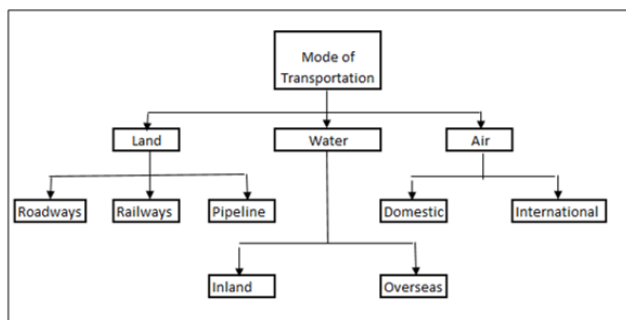 Mode of
Transportation
Land
Water
Air
Roadways
Railways
Pipeline
Domestic
International
Inland
Overseas